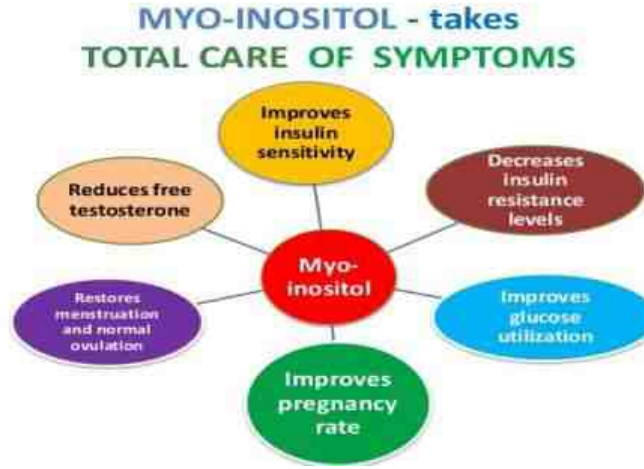 MYO-INOSITOL - takes
TOTAL CARE OF SYMPTOMS
Improves
insulin
sensitivity
Decreases
insulin
resistance
levels
Reduces free
testosterone
Myo-
inositol
Restores
menstruation
and normal
ovulation
Improves
glucose
utilization
Improves
pregnancy
rate